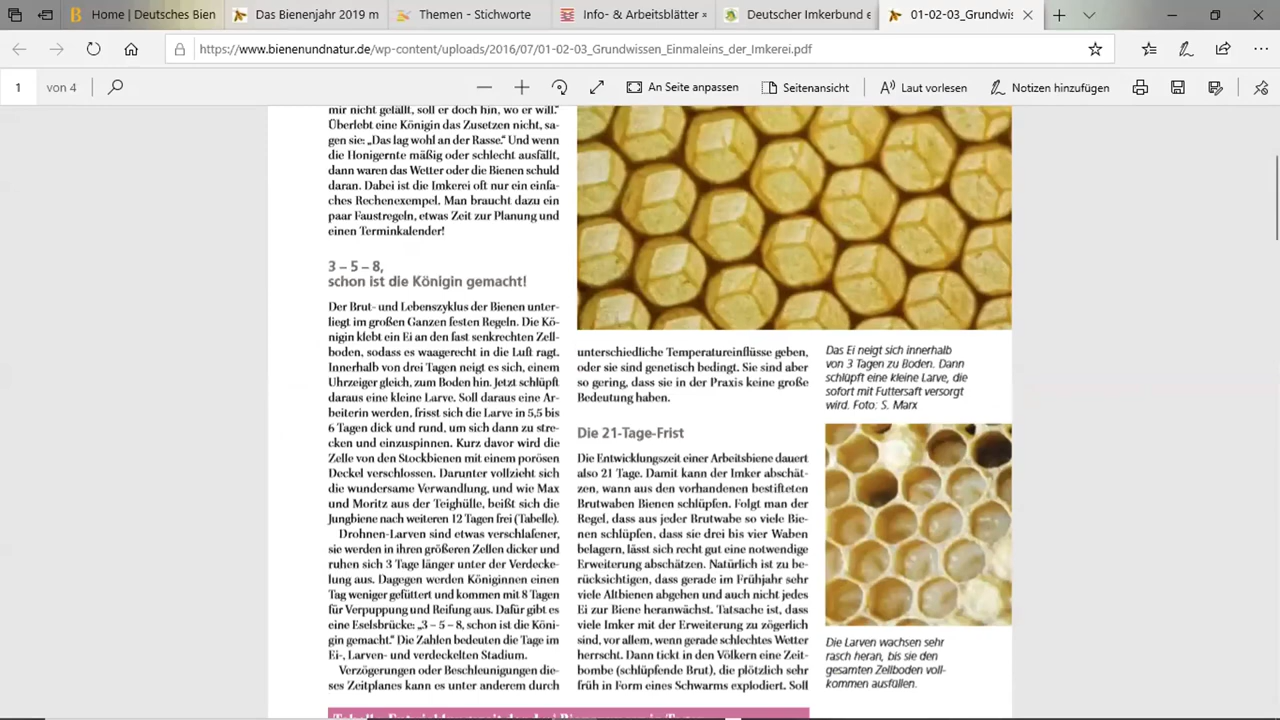 Home | Deutsches Bien
Das Bienenjahr 2019 m
Themen - Stichworte
Info- & Arbeitsblätter
Deutscher Imkerbund e
01-02-03_Grundwis
https://www.bienenundnatur.de/wp-content/uploads/2016/07/01-02-03_Grundwissen_Einmaleins_der_Imkerei.pdf
1 von 4
An Seite anpassen
Seitenansicht
Laut vorlesen
Notizen hinzufügen
mir nicht gefällt, soll er doch hin, wo er will.“
Überlebt eine Königin das Zusetzen nicht, sa-
gen sie: „Das lag wohl an der Rasse.“ Und wenn
die Honigernte mäßig oder schlecht ausfällt,
dann waren das Wetter oder die Bienen schuld
daran. Dabei ist die Imkerei oft nur ein einfa-
ches Rechenexempel. Man braucht dazu ein
paar Faustregeln, etwas Zeit zur Planung und
einen Terminkalender!
3 – 5 – 8,
schon ist die Königin gemacht!
Der Brut- und Lebenszyklus der Bienen unter-
liegt im großen Ganzen festen Regeln. Die Kö-
nigin klebt ein Ei an den fast senkrechten Zell-
boden, sodass es waagerecht in die Luft ragt.
Innerhalb von drei Tagen neigt es sich, einem
Uhrzeiger gleich, zum Boden hin. Jetzt schlüpft
daraus eine kleine Larve. Soll daraus eine Ar-
beiterin werden, frisst sich die Larve in 5,5 bis
6 Tagen dick und rund, um sich dann zu stre-
cken und einzuspinnen. Kurz davor wird die
Zelle von den Stockbienen mit einem porösen
Deckel verschlossen. Darunter vollzieht sich
die wundersame Verwandlung, und wie Max
und Moritz aus der Teighülle, beißt sich die
Jungbiene nach weiteren 12 Tagen frei (Tabelle).
Drohnen-Larven sind etwas verschlafener,
sie werden in ihren größeren Zellen dicker und
ruhen sich 3 Tage länger unter der Verdecke-
lung aus. Dagegen werden Königinnen einen
Tag weniger gefüttert und kommen mit 8 Tagen
für Verpuppung und Reifung aus. Dafür gibt es
eine Eselsbrücke: „3 – 5 – 8, schon ist die Köni-
gin gemacht.“ Die Zahlen bedeuten die Tage im
Ei-, Larven- und verdeckelten Stadium.
Verzögerungen oder Beschleunigungen die-
ses Zeitplanes kann es unter anderem durch
unterschiedliche Temperatureinflüsse geben,
oder sie sind genetisch bedingt. Sie sind aber
so gering, dass sie in der Praxis keine große
Bedeutung haben.
Die 21-Tage-Frist
Die Entwicklungszeit einer Arbeitsbiene dauert
also 21 Tage. Damit kann der Imker abschät-
zen, wann aus den vorhandenen bestifteten
Brutwaben Bienen schlüpfen. Folgt man der
Regel, dass aus jeder Brutwabe so viele Bie-
nen schlüpfen, dass sie drei bis vier Waben
belagern, lässt sich recht gut eine notwendige
Erweiterung abschätzen. Natürlich ist zu be-
rücksichtigen, dass gerade im Frühjahr sehr
viele Altbienen abgehen und auch nicht jedes
Ei zur Biene heranwächst. Tatsache ist, dass
viele Imker mit der Erweiterung zu zögerlich
sind, vor allem, wenn gerade schlechtes Wetter
herrscht. Dann tickt in den Völkern eine Zeit-
bombe (schlüpfende Brut), die plötzlich sehr
früh in Form eines Schwarms explodiert. Soll
Das Ei neigt sich innerhalb
von 3 Tagen zu Boden. Dann
schlüpft eine kleine Larve, die
sofort mit Futtersaft versorgt
wird. Foto: S. Marx
Die Larven wachsen sehr
rasch heran, bis sie den
gesamten Zellboden voll-
kommen ausfüllen.